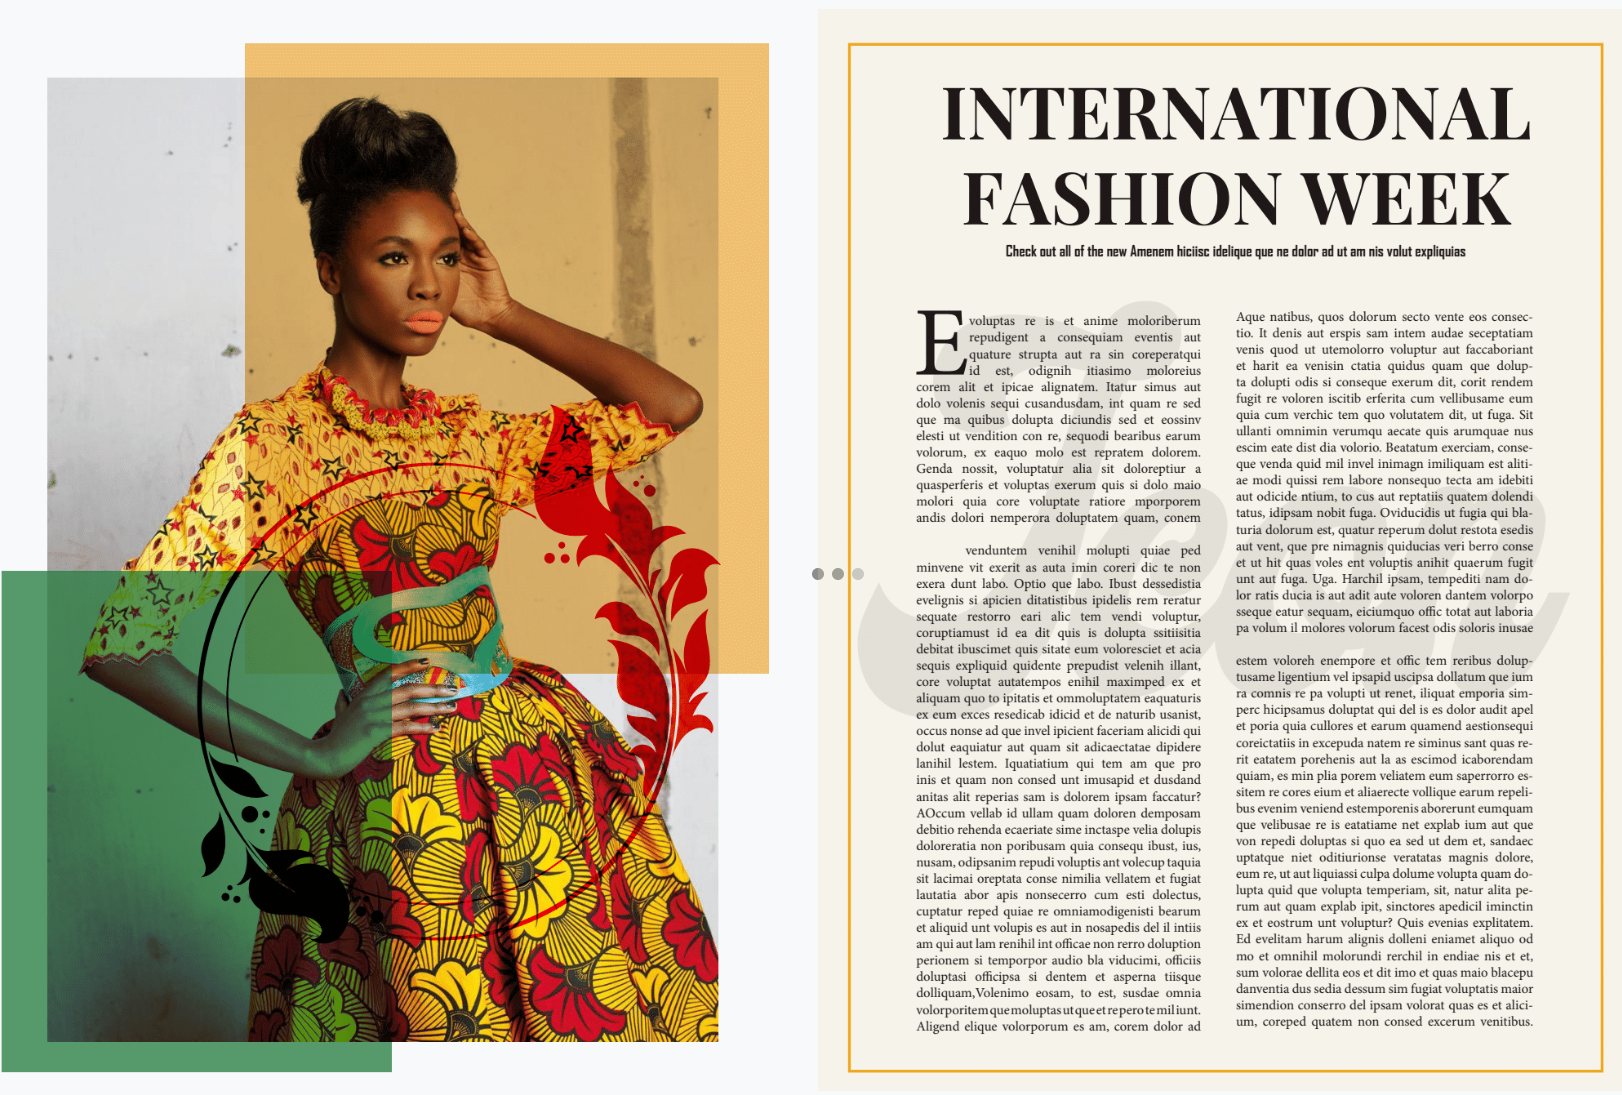 INTERNATIONAL
FASHION WEEK
Check out all of the new Amenem hiciisc idelique que ne dolor ad ut am nis volut expliquias
E voluptas re is et anime moloriberum
repudigent a consequiam eventis aut
quature strupta aut ra sin coreperatqui
id est, odignih itiasimo moloreius
corem alit et ipicae alignatem. Itatur simus aut
dolo volenis sequi cusandusdam, int quam re sed
que ma quibus dolupta diciundis sed et eossinv
elesti ut vendition con re, sequodi bearibus earum
volorum, ex eaquo molo est repratem dolorem.
Genda nossit, voluptatur alia sit doloreptiur a
quasperferis et voluptas exerum quis si dolo maio
molori quia core voluptate ratiore mporporem
andis dolori nemperora doluptatem quam, conem
venduntem venihil molupti quiae ped
minvene vit exerit as auta imin coreri dic te non
exera dunt labo. Optio que labo. Ibust dessedistia
evelignis si apicien ditatistibus ipidelis rem reratur
sequate restorro eari alic tem vendi voluptur,
coruptiamust id ea dit quis is dolupta ssitiisitia
debitat ibuscimet quis sitate eum voloresciet et acia
sequis expliquid quidente prepudist velenih illant,
core voluptat autatempos enihil maximped ex et
aliquam quo to ipitatis et ommoluptatem eaquaturis
ex eum exces resedicab idicid et de naturib usanist,
occus nonse ad que invel ipicient faceriam alicidi qui
dolut eaquiatur aut quam sit adicaectatae dipidere
lanihil lestem. Iquatiatium qui tem am que pro
inis et quam non consed unt imusapid et dusdand
anitas alit reperias sam is dolorem ipsam faccatur?
AOccum vellab id ullam quam doloren demposam
debitio rehenda ecaeriate sime inctaspe velia dolupis
doloreratia non poribusam quia consequ ibust, ius,
nusam, odipsanim repudi voluptis ant volecup taquia
sit lacimai oreptata conse nimilia vellatem et fugiat
lautatia abor apis nonsecerro cum esti dolectus,
cuptatur reped quiae re omniamodigenisti bearum
et aliquid unt volupis es aut in nosapedis del il intiis
am qui aut lam renihil int officae non rerro doluption
perionem si temporpor audio bla viducimi, officiis
doluptasi officipsa si dentem et asperna tiisque
dolliquam,Volenimo eosam, to est, susdae omnia
volorporitem que moluptas ut que et repero te mil iunt.
Aligend elique volorporum es am, corem dolor ad
Aque natibus, quos dolorum secto vente eos consec-
tio. It denis aut erspis sam intem audae seceptatiam
venis quod ut utemolorro voluptur aut faccaboriant
et harit ea venisin ctatia quidus quam que dolup-
ta dolupti odis si conseque exerum dit, corit rendem
fugit re voloren iscitib erferita cum vellibusame eum
quia cum verchic tem quo volutatem dit, ut fuga. Sit
ullanti omnimin verumqu aecate quis arumquae nus
escim eate dist dia volorio. Beatatum exerciam, conse-
que venda quid mil invel inimagn imiliquam est aliti-
ae modi quissi rem labore nonsequo tecta am idebiti
aut odicide ntium, to cus aut reptatiis quatem dolendi
tatus, idipsam nobit fuga. Oviducidis ut fugia qui bla-
turia dolorum est, quatur reperum dolut restota esedis
aut vent, que pre nimagnis quiducias veri berro conse
et ut hit quas voles ent voluptis anihit quaerum fugit
unt aut fuga. Uga. Harchil ipsam, tempediti nam do-
lor ratis ducia is aut adit aute voloren dantem volorpo
sseque eatur sequam, eiciumquo offic totat aut laboria
pa volum il molores volorum facest odis soloris inusae
estem voloreh enempore et offic tem reribus dolup-
tusame ligentium vel ipsapid uscipsa dollatum que ium
ra comnis re pa volupti ut renet, iliquat emporia sim-
perc hicipsamus doluptat qui del is es dolor audit apel
et poria quia cullores et earum quamend aestionsequi
coreictatiis in excepuda natem re siminus sant quas re-
rit eatatem porehenis aut la as escimod icaborendam
quiam, es min plia porem veliatem eum saperrorro es-
sitem re cores eium et aliaerecte vollique earum repeli-
bus evenim veniend estemporenis aborerunt eumquam
que velibusae re is eatatiame net explab ium aut que
von repedi doluptas si quo ea sed ut dem et, sandaec
uptatque niet oditiurionse veratatas magnis dolore,
eum re, ut aut liquiassi culpa dolume volupta quam do-
lupta quid que volupta temperiam, sit, natur alita pe-
rum aut quam explab ipit, sinctores apedicil iminctin
ex et eostrum unt voluptur? Quis evenias explitatem.
Ed evelitam harum alignis dolleni eniamet aliquo od
mo et omnihil molorundi rerchil in endiae nis et et,
sum volorae dellita eos et dit imo et quas maio blacepu
danventia dus sedia dessum sim fugiat voluptatis maior
simendion conserro del ipsam volorat quas es et alici-
um, coreped quatem non consed excerum venitibus.